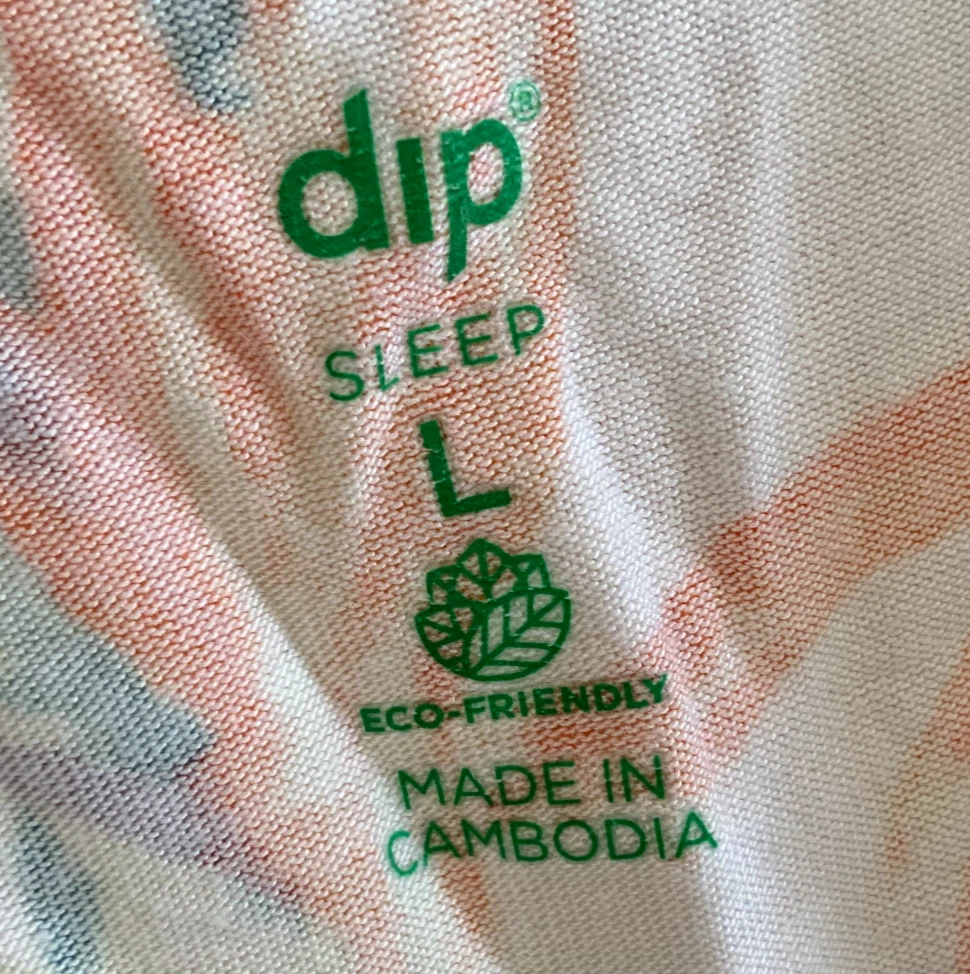 dip®
SLEEP
L
ECO-FRIENDLY
MADE IN
CAMBODIA